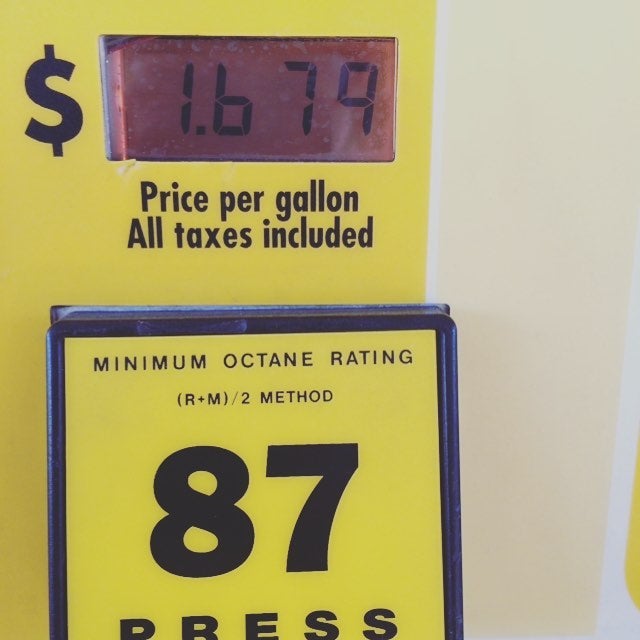 $ 1.679
Price per gallon
All taxes included
MINIMUM OCTANE RATING
(R+M)/2 METHOD
87
PRESS